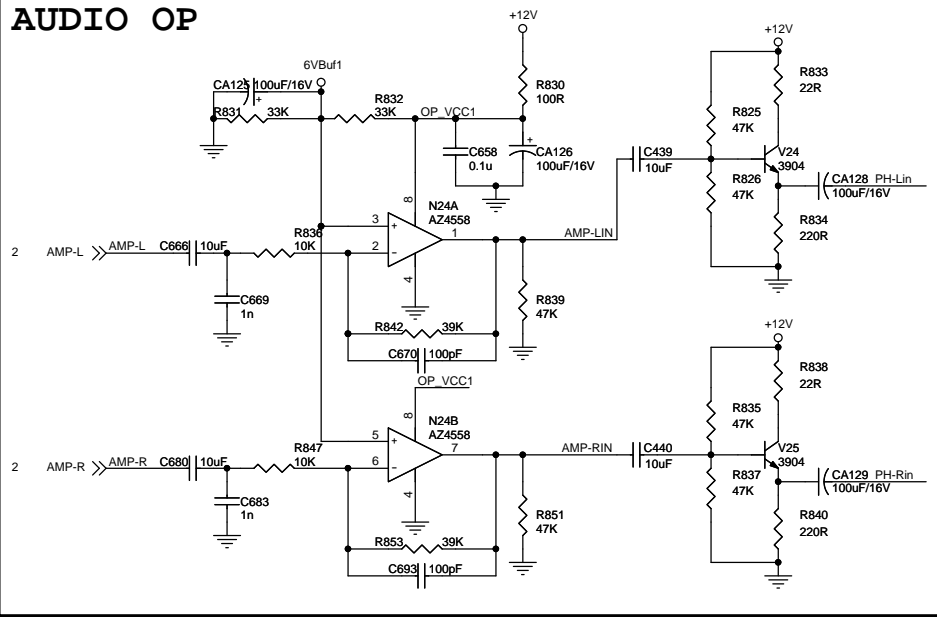 AUDIO OP
+12V
+12V
6VBuf1
CA125 100uF/16V
+
R830
100R
R833
22R
R831 33K
R832
33K
OP_VCC1
R825
47K
C658
0.1u
+
CA126
100uF/16V
C439
10uF
V24
3904
R826
47K
CA128 PH-Lin
100uF/16V
8
N24A
AZ4558
3 +
1
AMP-LIN
R834
220R
2 AMP-L AMP-L C666 10uF
R836
10K
2 -
4
C669
1n
R839
47K
R842 39K
C670 100pF
+12V
OP_VCC1
R838
22R
8
N24B
AZ4558
R835
47K
5 +
7
AMP-RIN
C440
10uF
V25
3904
2 AMP-R AMP-R C680 10uF
R847
10K
6 -
4
R837
47K
CA129 PH-Rin
100uF/16V
C683
1n
R851
47K
R840
220R
R853 39K
C693 100pF